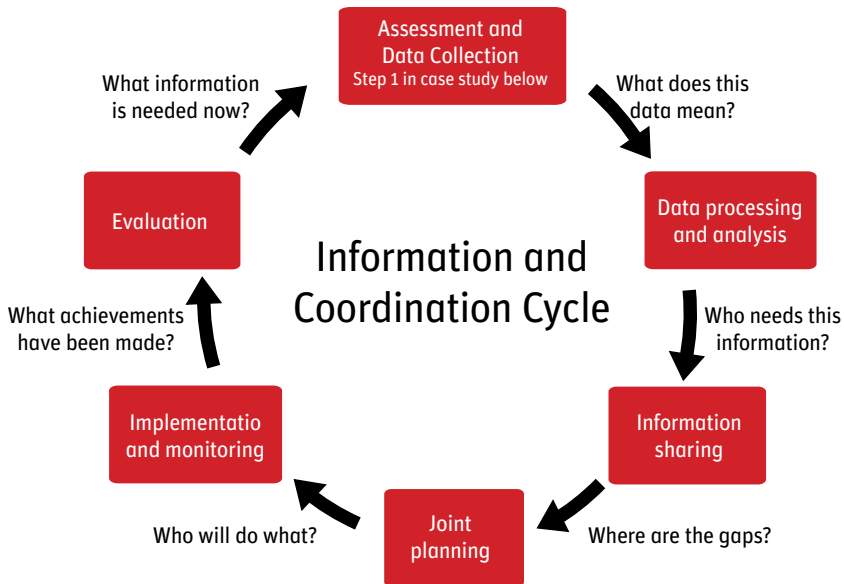 Assessment and
Data Collection
Step 1 in case study below
What does this
data mean?
Data processing
and analysis
Who needs this
information?
Information
sharing
Where are the gaps?
Joint
planning
Who will do what?
Implementatio
and monitoring
What achievements
have been made?
Evaluation
What information
is needed now?
Information and
Coordination Cycle